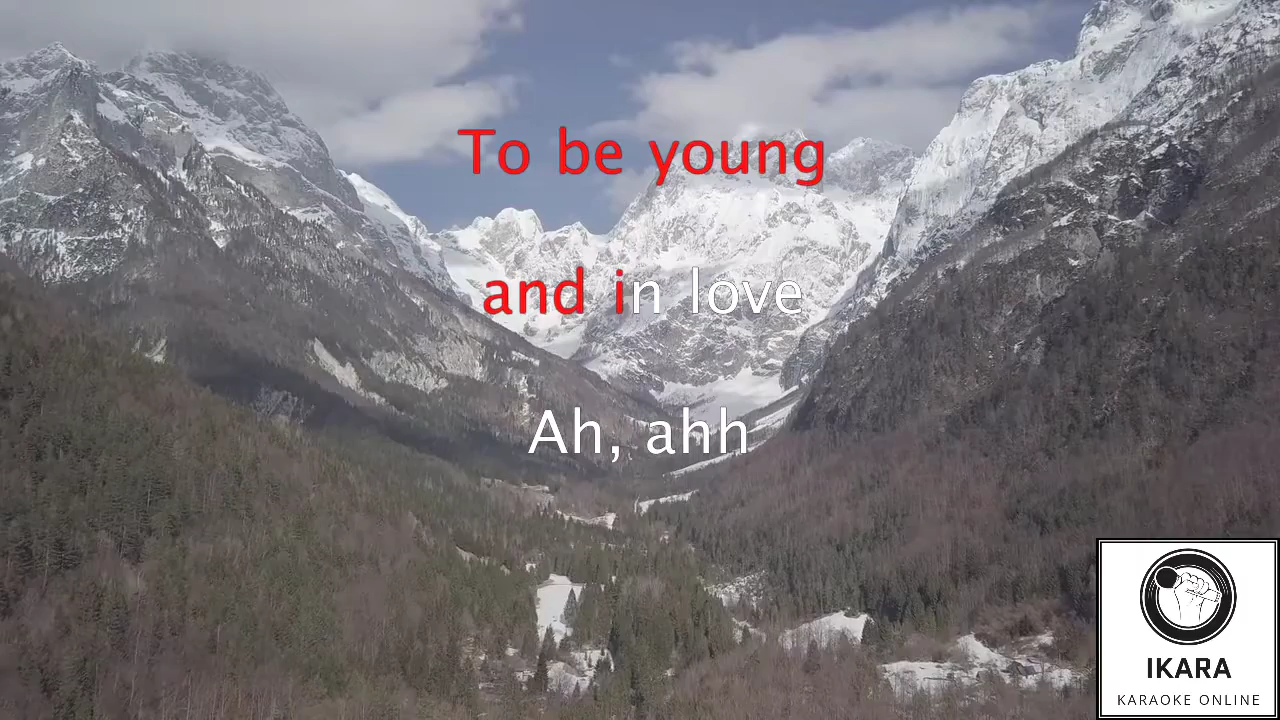 To be young
and in love
Ah, ahh
IKARA
KARAOKE ONLINE